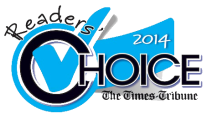 Readers'
2014
CHOICE
The Times-Tribune